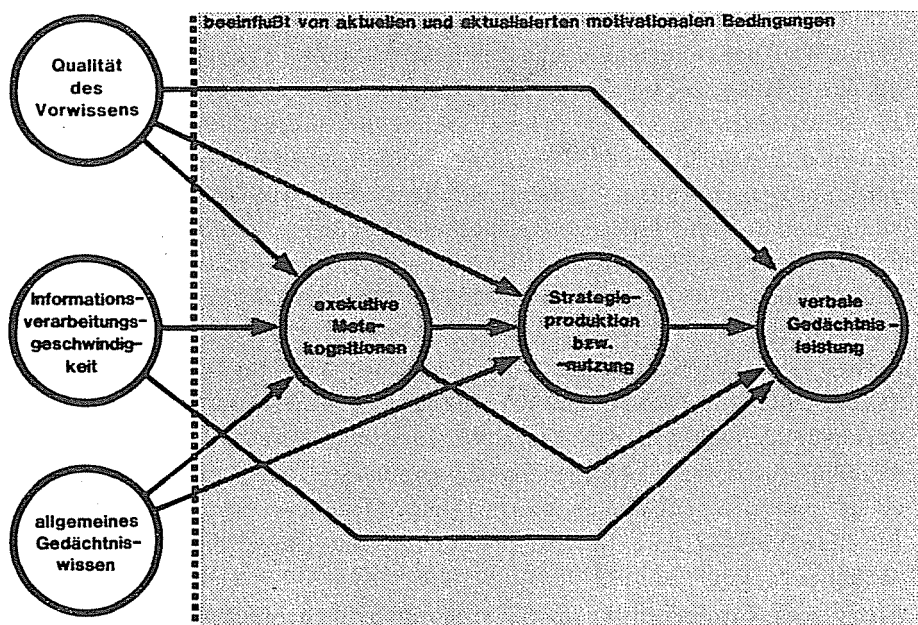 beeinflußt von aktuellen und aktualisierten motivationalen Bedingungen
Qualität
des
Vorwissens
Informations-
verarbeitungs-
geschwindig-
keit
exekutive
Meta-
kognitionen
Strategie-
produktion
bzw.
-nutzung
verbale
Gedächtnis-
leistung
allgemeines
Gedächtnis-
wissen